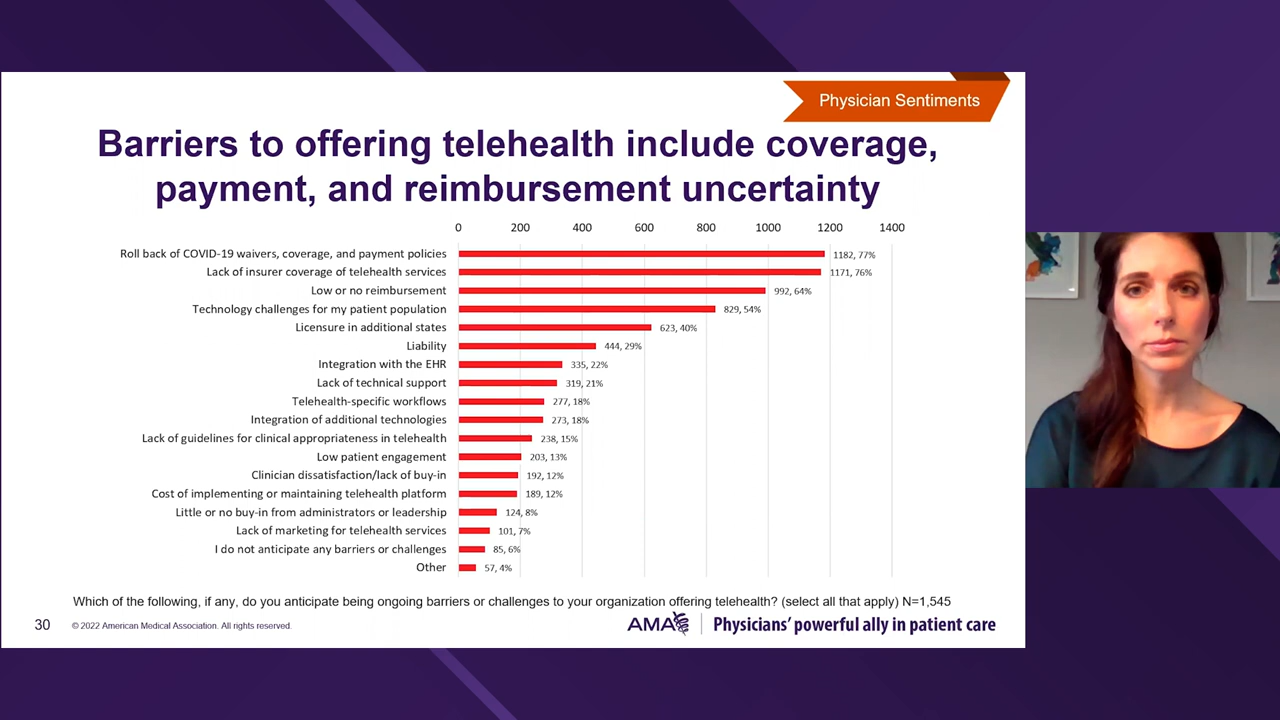 Physician Sentiments
Barriers to offering telehealth include coverage,
payment, and reimbursement uncertainty
0 200 400 600 800 1000 1200 1400
Roll back of COVID-19 waivers, coverage, and payment policies 1182, 77%
Lack of insurer coverage of telehealth services 1171, 76%
Low or no reimbursement 992, 64%
Technology challenges for my patient population 829, 54%
Licensure in additional states 623, 40%
Liability 444, 29%
Integration with the EHR 335, 22%
Lack of technical support 319, 21%
Telehealth-specific workflows 277, 18%
Integration of additional technologies 273, 18%
Lack of guidelines for clinical appropriateness in telehealth 238, 15%
Low patient engagement 203, 13%
Clinician dissatisfaction/lack of buy-in 192, 12%
Cost of implementing or maintaining telehealth platform 189, 12%
Little or no buy-in from administrators or leadership 124, 8%
Lack of marketing for telehealth services 101, 7%
I do not anticipate any barriers or challenges 85, 6%
Other 57, 4%
Which of the following, if any, do you anticipate being ongoing barriers or challenges to your organization offering telehealth? (select all that apply) N=1,545
30 © 2022 American Medical Association. All rights reserved. AMA Physicians' powerful ally in patient care